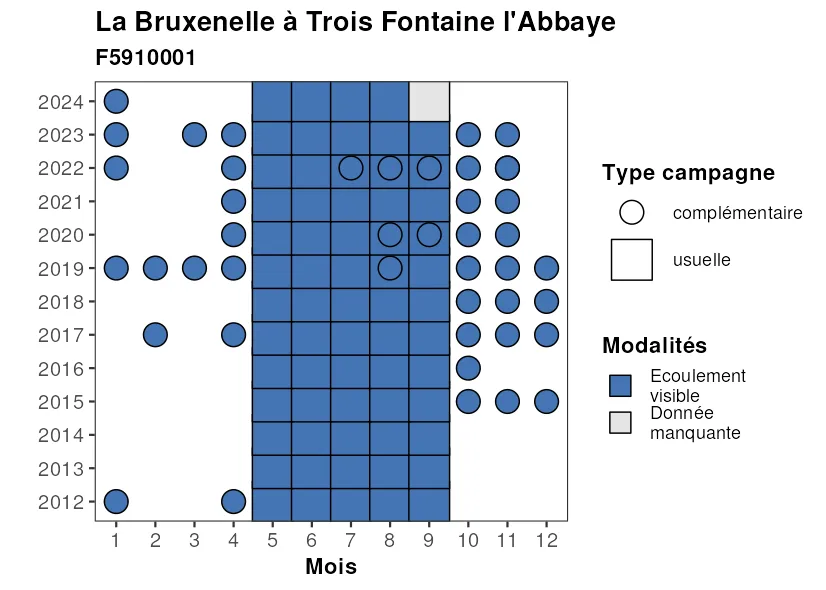 La Bruxenelle à Trois Fontaine l'Abbaye
F5910001
2024
2023
2022
2021
2020
2019
2018
2017
2016
2015
2014
2013
2012
1 2 3 4 5 6 7 8 9 10 11 12
Mois
Type campagne
complémentaire
usuelle
Modalités
Ecoulement
visible
Donnée
manquante